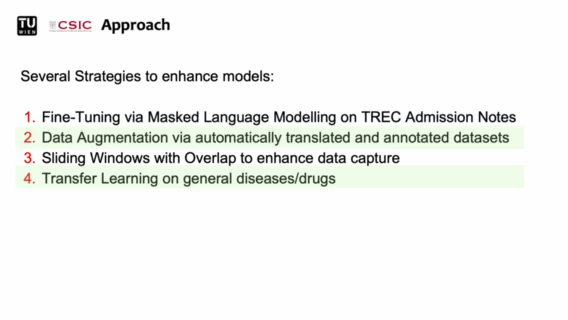 TU
WIEN
CSIC
Approach
Several Strategies to enhance models:
1. Fine-Tuning via Masked Language Modelling on TREC Admission Notes
2. Data Augmentation via automatically translated and annotated datasets
3. Sliding Windows with Overlap to enhance data capture
4. Transfer Learning on general diseases/drugs